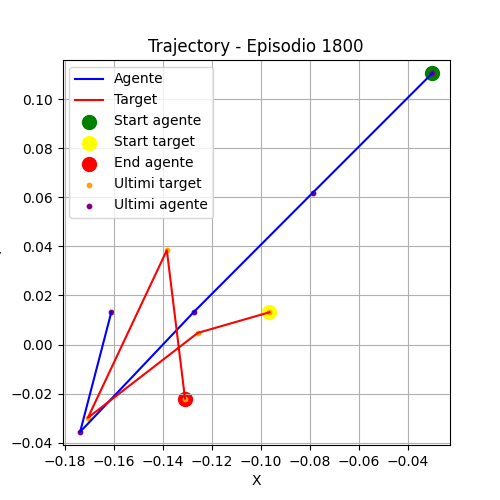 Trajectory - Episodio 1800
Agente
Target
Start agente
Start target
End agente
Ultimi target
Ultimi agente
0.10
0.08
0.06
0.04
0.02
0.00
−0.02
−0.04
−0.18 −0.16 −0.14 −0.12 −0.10 −0.08 −0.06 −0.04
X